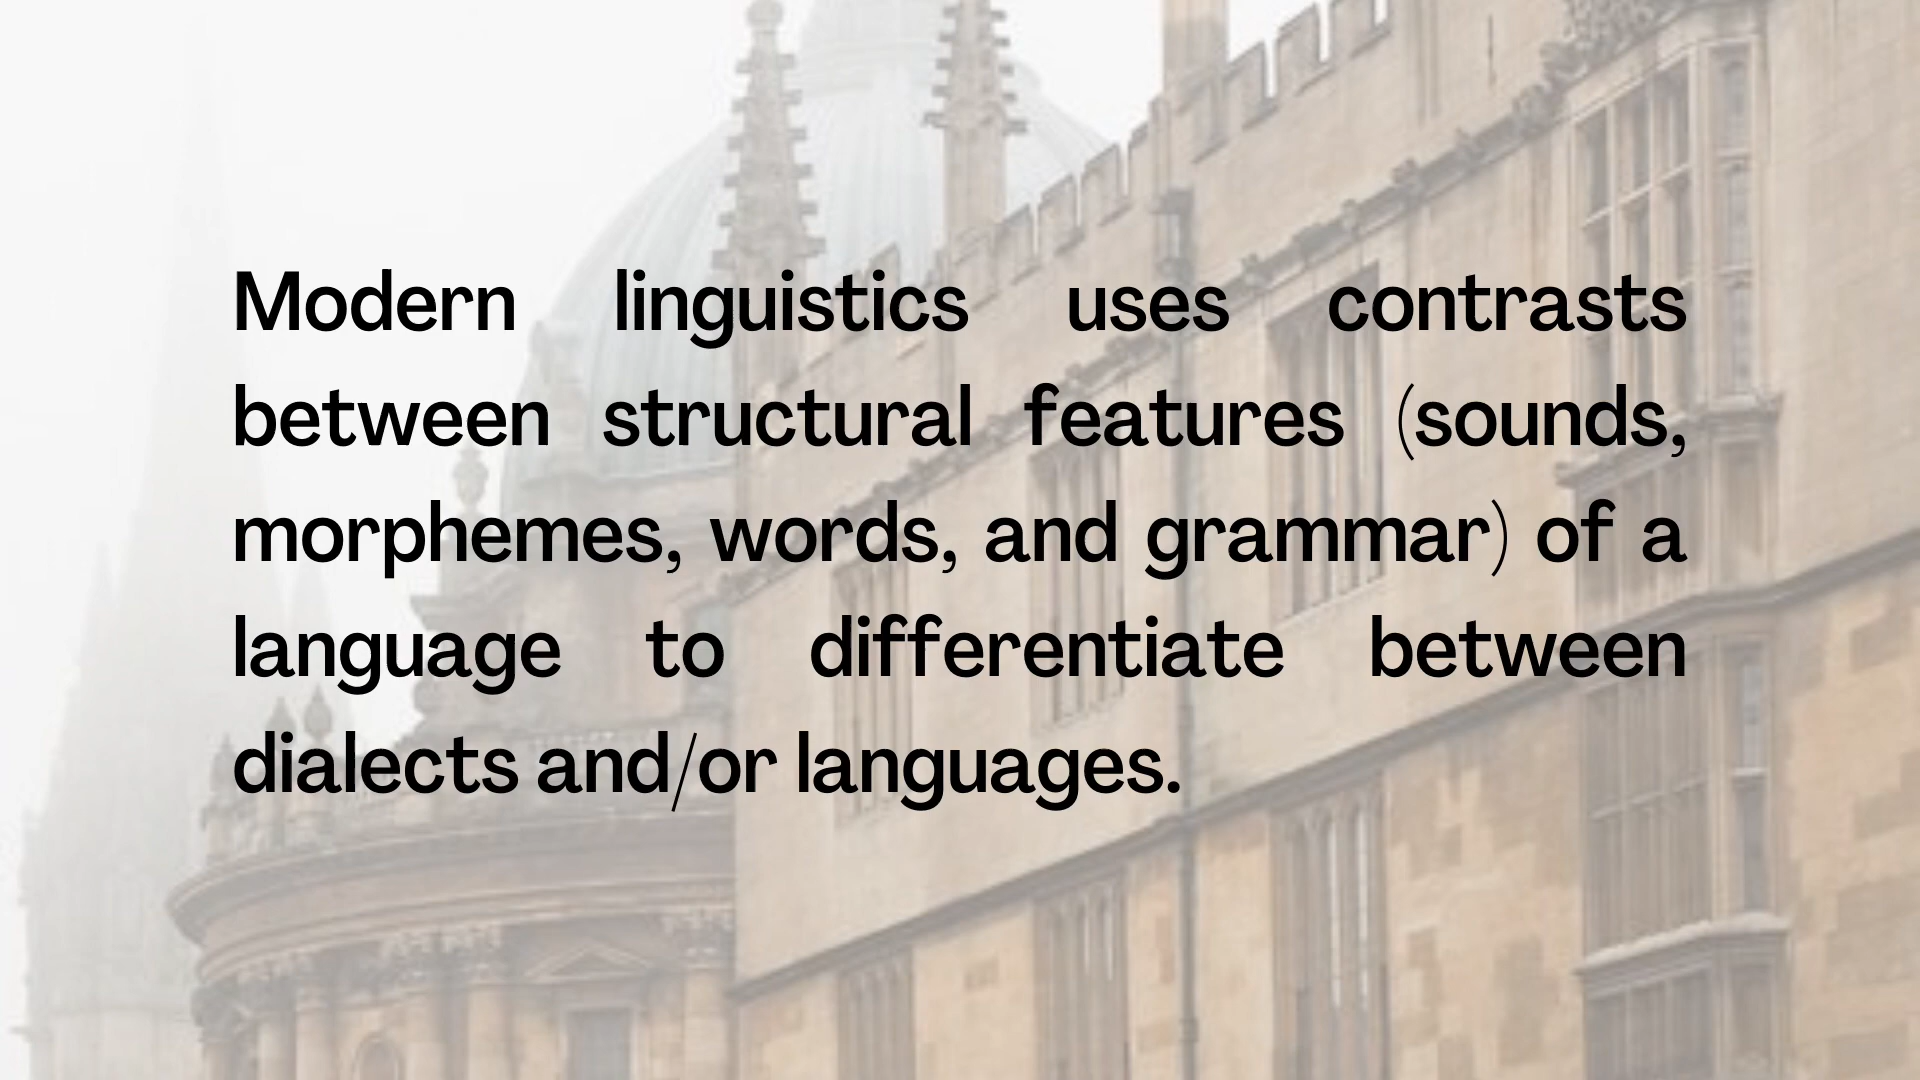 Modern linguistics uses contrasts
between structural features (sounds,
morphemes, words, and grammar) of a
language to differentiate between
dialects and/or languages.